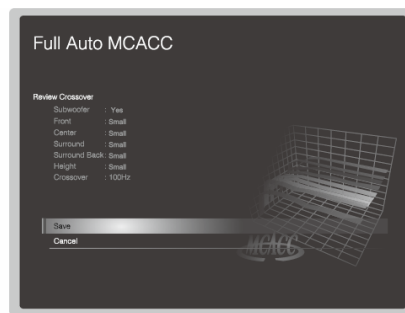 Full Auto MCACC
Review Crossover
Subwoofer : Yes
Front : Small
Center : Small
Surround : Small
Surround Back: Small
Height : Small
Crossover : 100Hz
Save
Cancel
MCACC